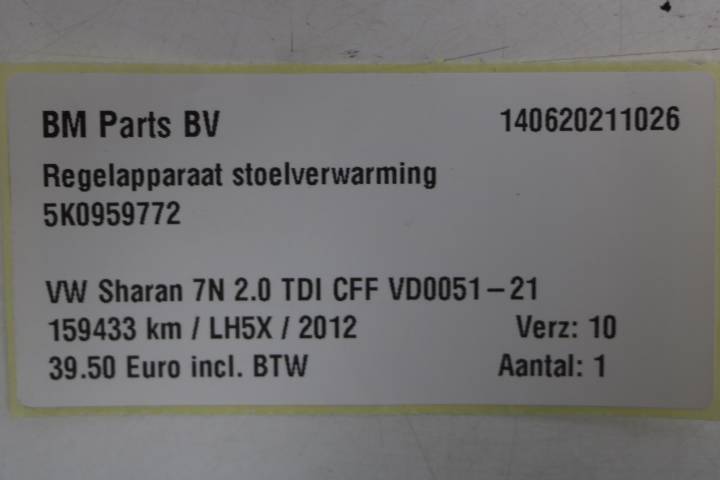 BM Parts BV 140620211026
Regelapparaat stoelverwarming
5K0959772
VW Sharan 7N 2.0 TDI CFF VD0051-21
159433 km / LH5X / 2012 Verz: 10
39.50 Euro incl. BTW Aantal: 1